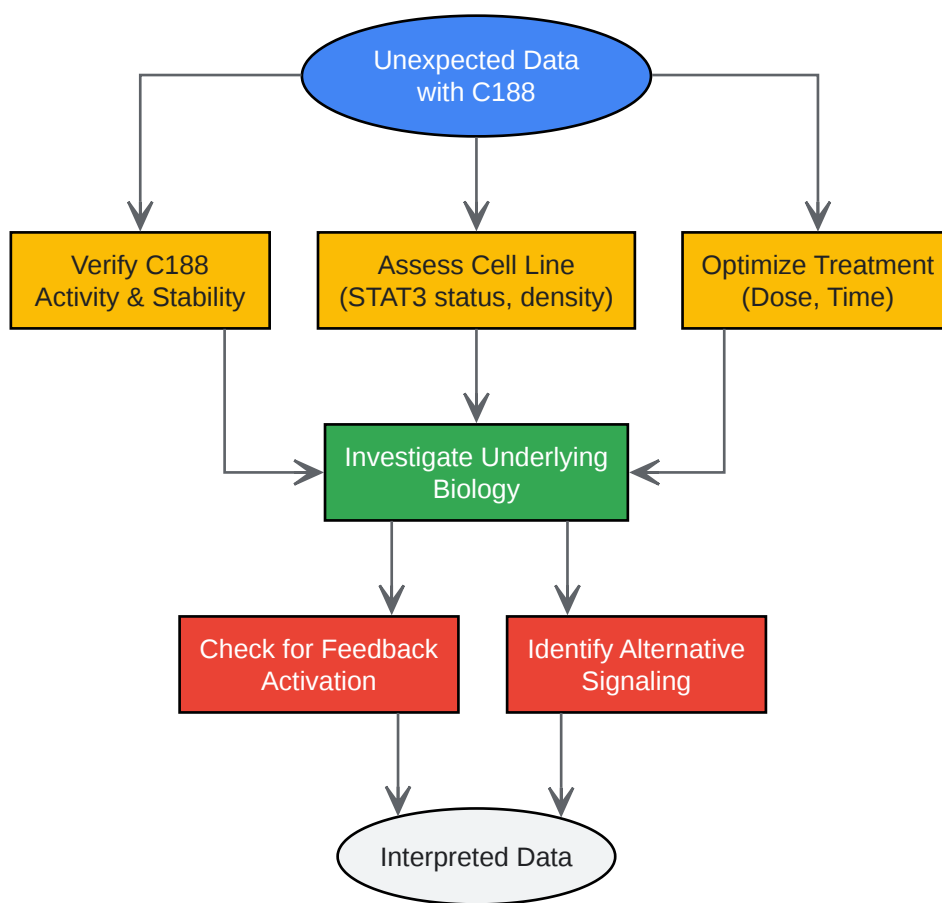 Unexpected Data
with C188
Verify C188
Activity & Stability
Assess Cell Line
(STAT3 status, density)
Optimize Treatment
(Dose, Time)
Investigate Underlying
Biology
Check for Feedback
Activation
Identify Alternative
Signaling
Interpreted Data